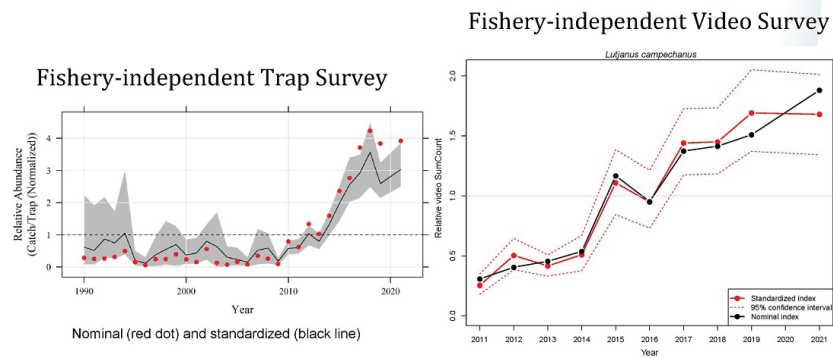 Fishery-independent Video Survey
Fishery-independent Trap Survey
Relative Abundance
(Catch/Trap (Normalized))
4
3
2
1
0
1990
2000
2010
2020
Year
Nominal (red dot) and standardized (black line)
Lutjanus campechanus
Relative video SumCount
2.0
1.5
1.0
0.5
0.0
Standardized index
95% confidence interval
Nominal index
2011
2012
2013
2014
2015
2016
2017
2018
2019
2021
Year